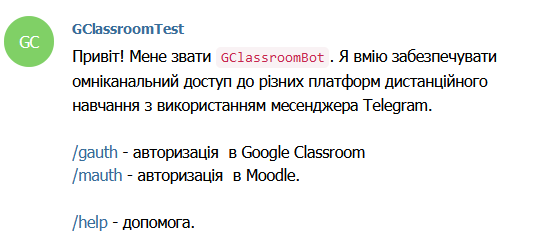 GC
GClassroomTest
Привіт! Мене звати GClassroomBot. Я вмію забезпечувати
омніканальний доступ до різних платформ дистанційного
навчання з використанням месенджера Telegram.
/gauth - авторизація в Google Classroom
/mauth - авторизація в Moodle.
/help - допомога.